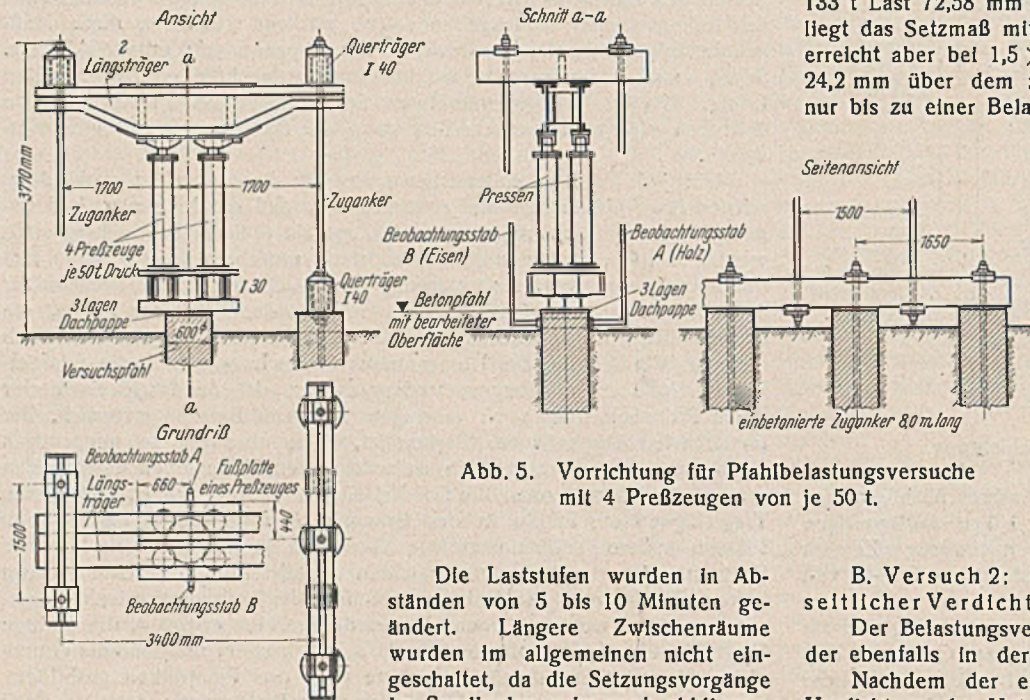 Ansicht
2
Längsträger
a
Querträger
I 40
3770mm
1700
1700
Zuganker
Zuganker
4 Preßzeuge
je 50t. Druck
I 30
Querträger
I 40
3 Lagen
Dachpappe
600 ϕ
Versuchspfahl
a
Schnitt a-a
Pressen
Beobachtungsstab
B (Eisen)
Beobachtungsstab
A (Holz)
3 Lagen
Dachpappe
Betonpfahl
mit bearbeiteter
Oberfläche
Seitenansicht
1500
1650
einbetonierte Zuganker 8,0 m. lang
Grundriß
Beobachtungsstab A
Längs-
träger
660
Fußplatte
eines Preßzeuges
440
1500
Beobachtungsstab B
3400mm
Abb. 5. Vorrichtung für Pfahlbelastungsversuche
mit 4 Preßzeugen von je 50 t.
Die Laststufen wurden in Ab-
ständen von 5 bis 10 Minuten ge-
ändert. Längere Zwischenräume
wurden im allgemeinen nicht ein-
geschaltet, da die Setzungsvorgänge
133 t Last 72,58 mm
liegt das Setzmaß mit
erreicht aber bei 1,5
24,2 mm über dem
nur bis zu einer Bela
B. Versuch 2:
seitlicher Verdicht
Der Belastungsve
der ebenfalls in der
Nachdem der e